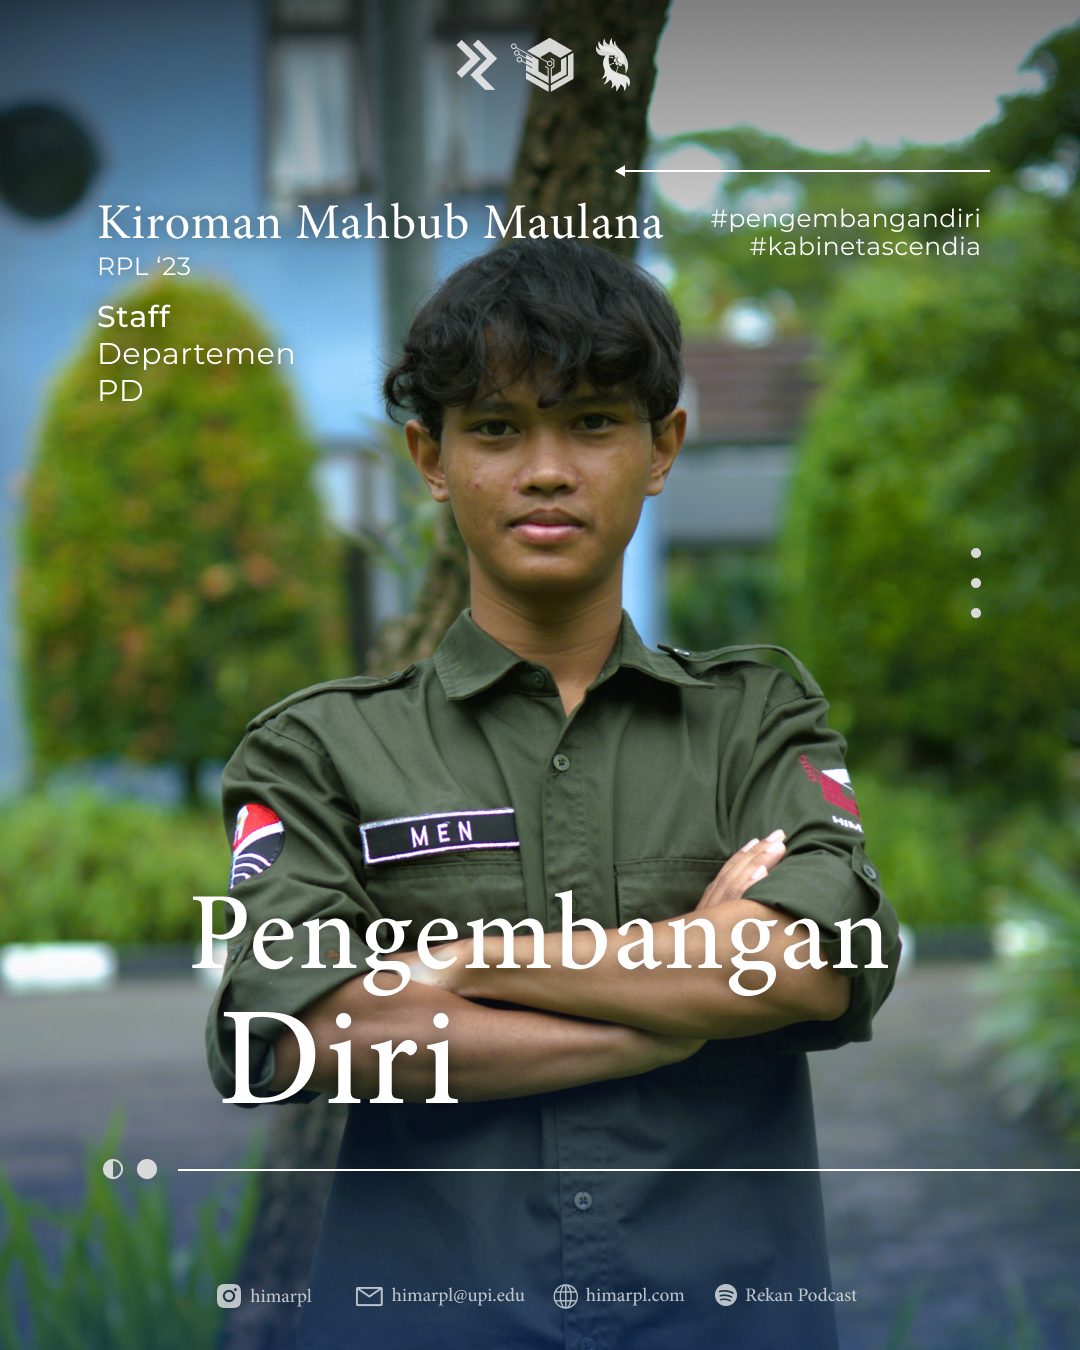 Kiroman Mahbub Maulana
RPL ‘23
Staff
Departemen
PD
#pengembangandiri
#kabinetascendia
MEN
HIM
Pengembangan
Diri
himarpl
himarpl@upi.edu
himarpl.com
Rekan Podcast